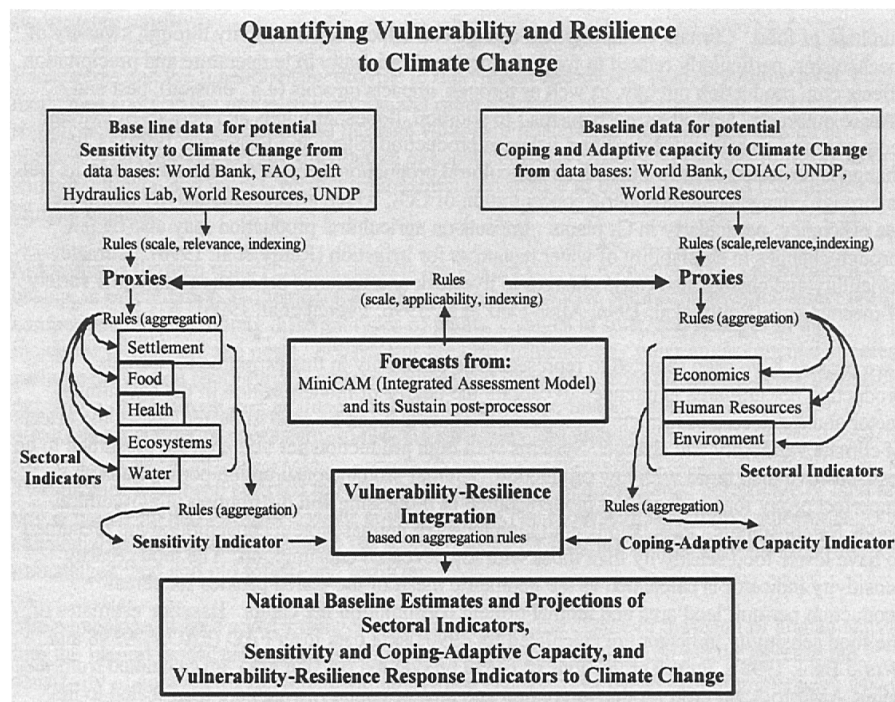 Quantifying Vulnerability and Resilience
to Climate Change
Base line data for potential
Sensitivity to Climate Change from
data bases: World Bank, FAO, Delft
Hydraulics Lab, World Resources, UNDP
Baseline data for potential
Coping and Adaptive capacity to Climate Change
from data bases: World Bank, CDIAC, UNDP,
World Resources
Rules (scale, relevance, indexing)
Rules (scale,relevance,indexing)
Proxies
Rules
(scale, applicability, indexing)
Proxies
Rules (aggregation)
Rules (aggregation)
Settlement
Food
Health
Ecosystems
Water
Sectoral
Indicators
Forecasts from:
MiniCAM (Integrated Assessment Model)
and its Sustain post-processor
Economics
Human Resources
Environment
Sectoral Indicators
Rules (aggregation)
Sensitivity Indicator
Vulnerability-Resilience
Integration
based on aggregation rules
Rules (aggregation)
Coping-Adaptive Capacity Indicator
National Baseline Estimates and Projections of
Sectoral Indicators,
Sensitivity and Coping-Adaptive Capacity, and
Vulnerability-Resilience Response Indicators to Climate Change